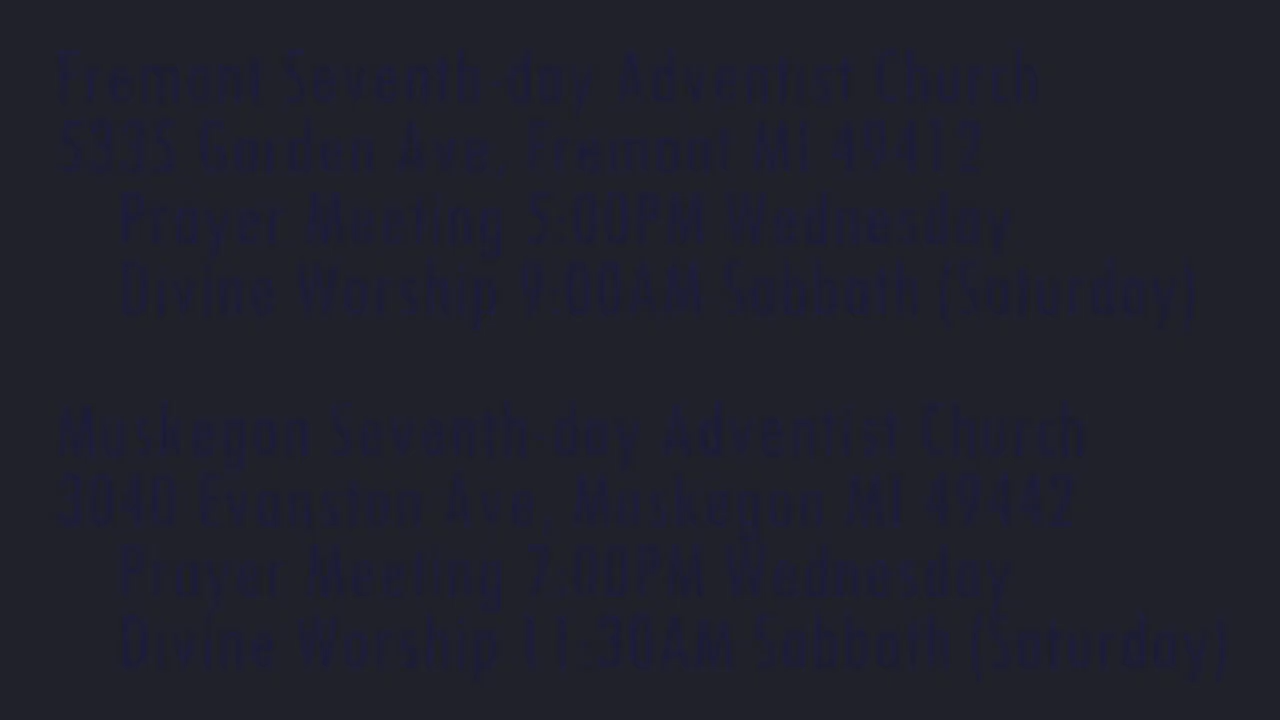 Fremont Seventh-day Adventist Church
5335 Garden Ave, Fremont MI 49412
Prayer Meeting 5:00PM Wednesday
Divine Worship 9:00AM Sabbath (Saturday)
Muskegon Seventh-day Adventist Church
Evanston Ave, Muskegon MI 49442
Prayer Meeting 7:00PM Wednesday
Divine Worship 11:30AM Sabbath (Saturday)